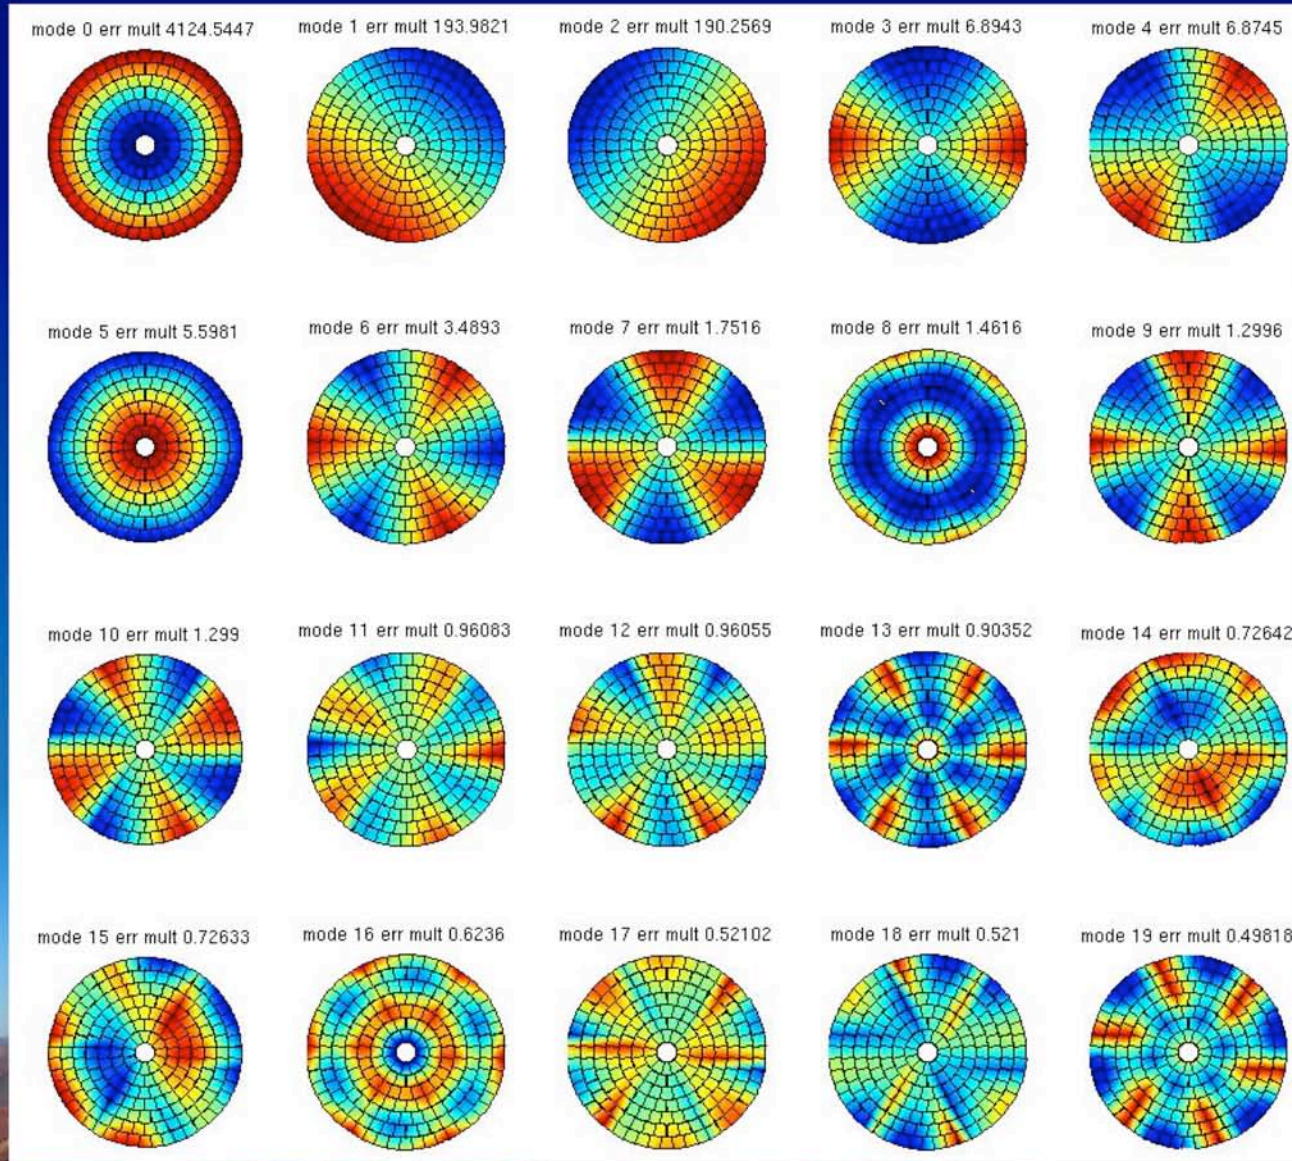 mode 0 err mult 4124.5447
mode 1 err mult 193.9821
mode 2 err mult 190.2569
mode 3 err mult 6.8943
mode 4 err mult 6.8745
mode 5 err mult 5.5981
mode 6 err mult 3.4893
mode 7 err mult 1.7516
mode 8 err mult 1.4616
mode 9 err mult 1.2996
mode 10 err mult 1.299
mode 11 err mult 0.96083
mode 12 err mult 0.96055
mode 13 err mult 0.90352
mode 14 err mult 0.72642
mode 15 err mult 0.72633
mode 16 err mult 0.6236
mode 17 err mult 0.52102
mode 18 err mult 0.521
mode 19 err mult 0.49818